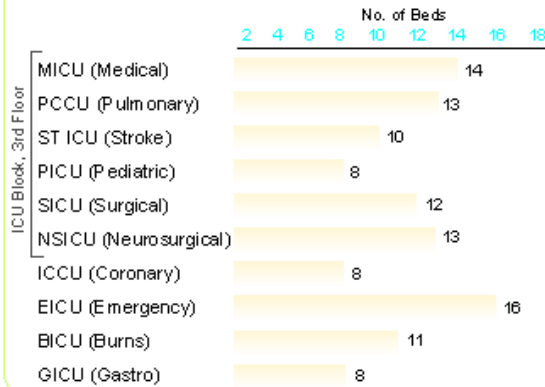 No. of Beds
2 4 6 8 10 12 14 16 18
ICU Block, 3rd Floor
MICU (Medical) 14
PCCU (Pulmonary) 13
ST ICU (Stroke) 10
PICU (Pediatric) 8
SICU (Surgical) 12
NSICU (Neurosurgical) 13
ICCU (Coronary) 8
EICU (Emergency) 16
BICU (Burns) 11
GICU (Gastro) 8